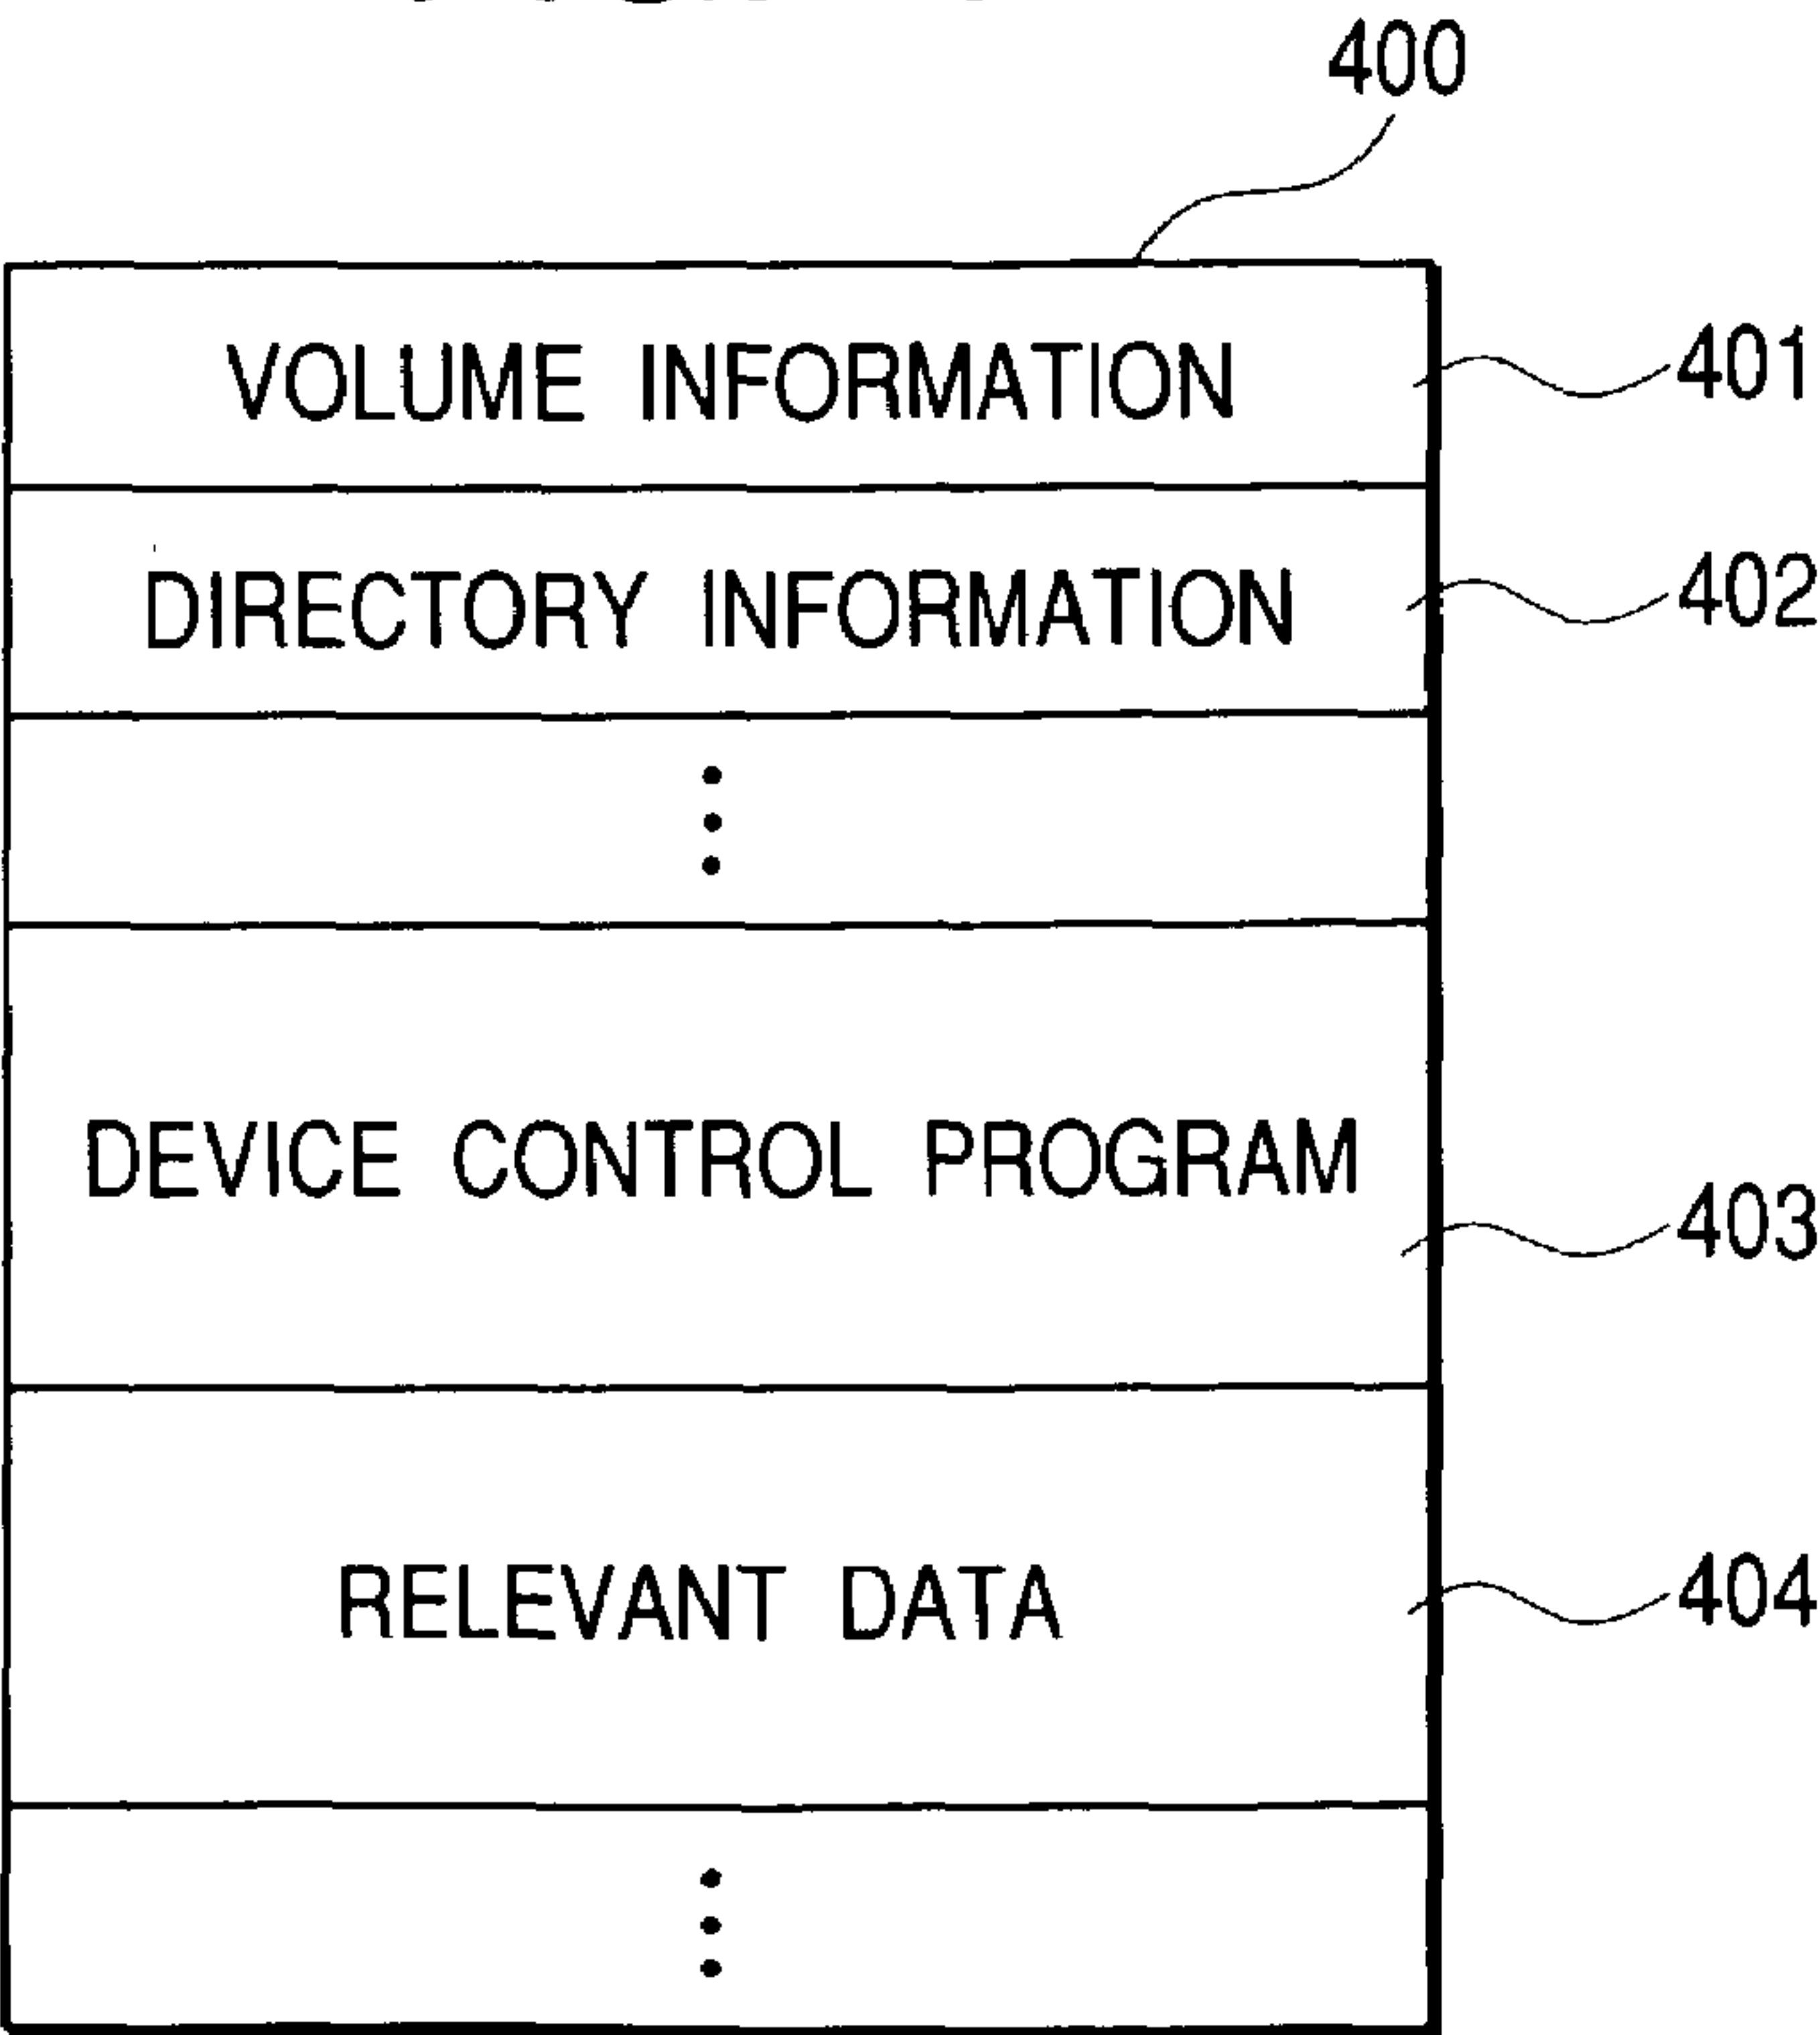 400
VOLUME INFORMATION 401
DIRECTORY INFORMATION 402
DEVICE CONTROL PROGRAM
403
RELEVANT DATA 404